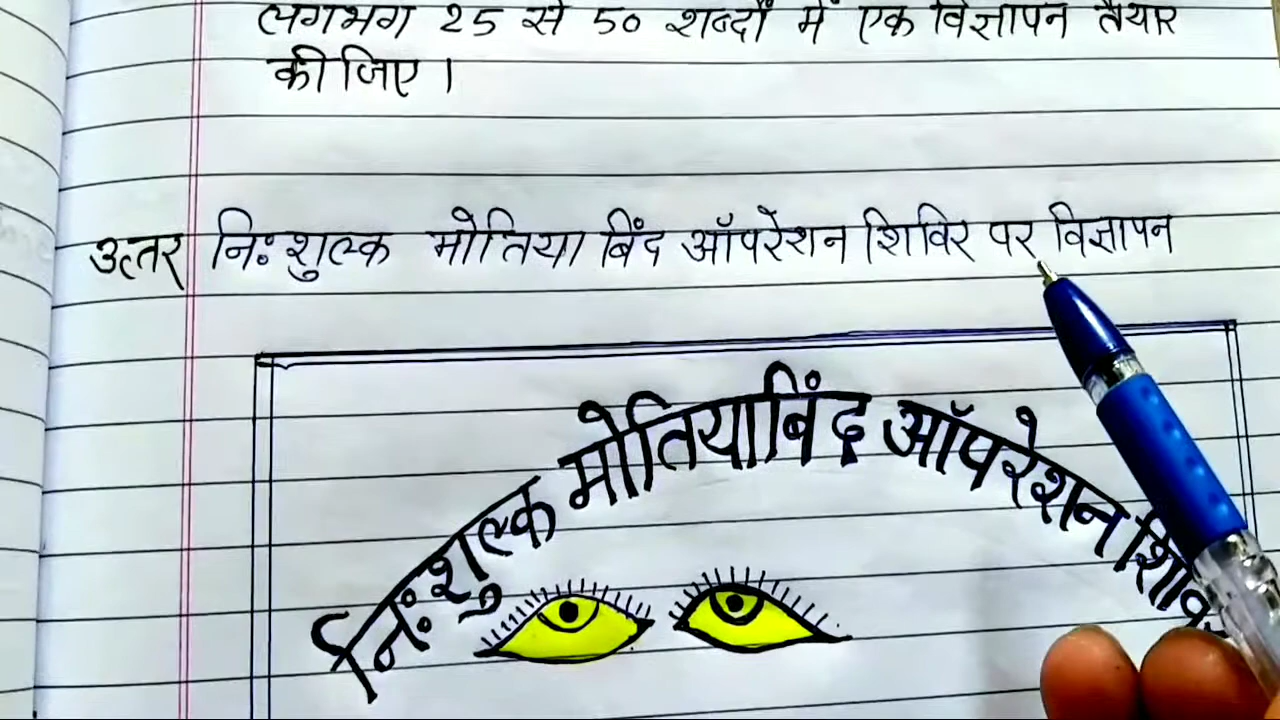 लगभग 25 से 50 शब्दों में एक विज्ञापन तैयार
कीजिए।
उत्तर नि:शुल्क मोतियाबिंद ऑपरेशन शिविर पर विज्ञापन
नि:शुल्क मोतियाबिंद ऑपरेशन